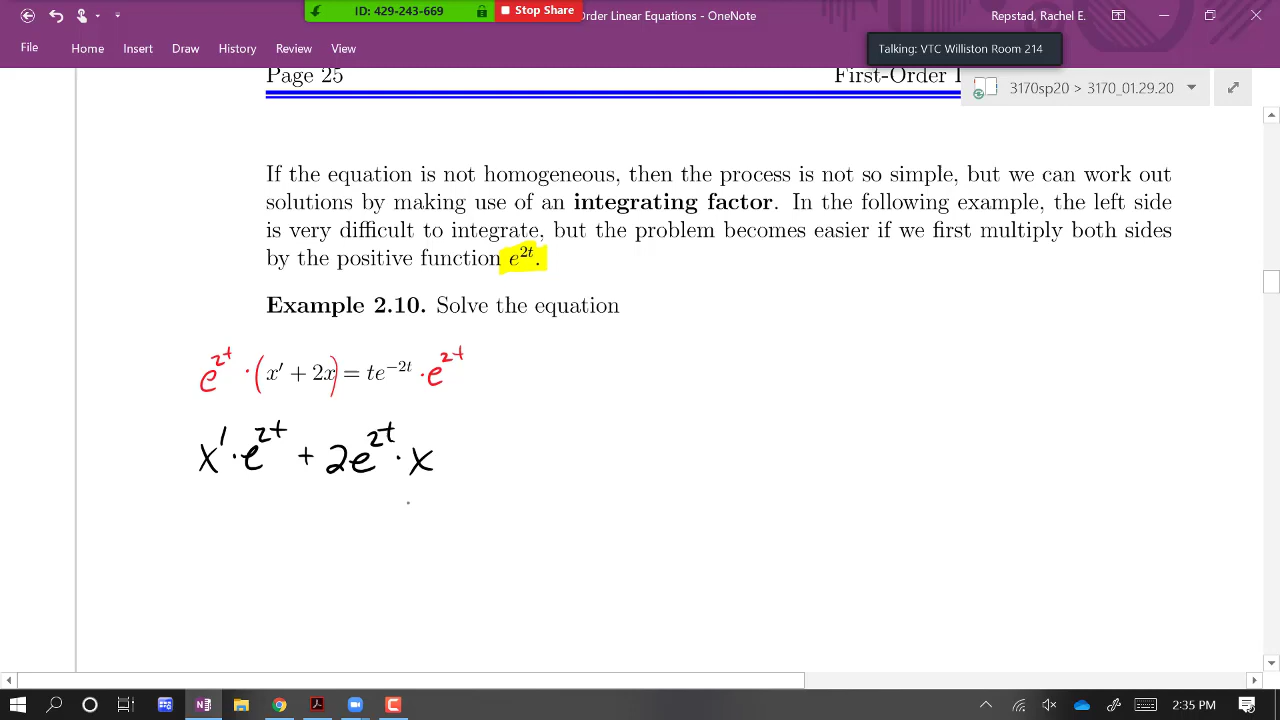 ID: 429-243-669
Stop Share
Order Linear Equations - OneNote
Repstad, Rachel E.
File Home Insert Draw History Review View
Talking: VTC Williston Room 214
Page 25
First-Order
3170sp20 > 3170_01.29.20
If the equation is not homogeneous, then the process is not so simple, but we can work out
solutions by making use of an integrating factor. In the following example, the left side
is very difficult to integrate, but the problem becomes easier if we first multiply both sides
by the positive function e^{2t}.
Example 2.10. Solve the equation
e^{2t} · (x′ + 2x) = te^{−2t} · e^{2t}
x′ · e^{2t} + 2e^{2t} · x
2:35 PM